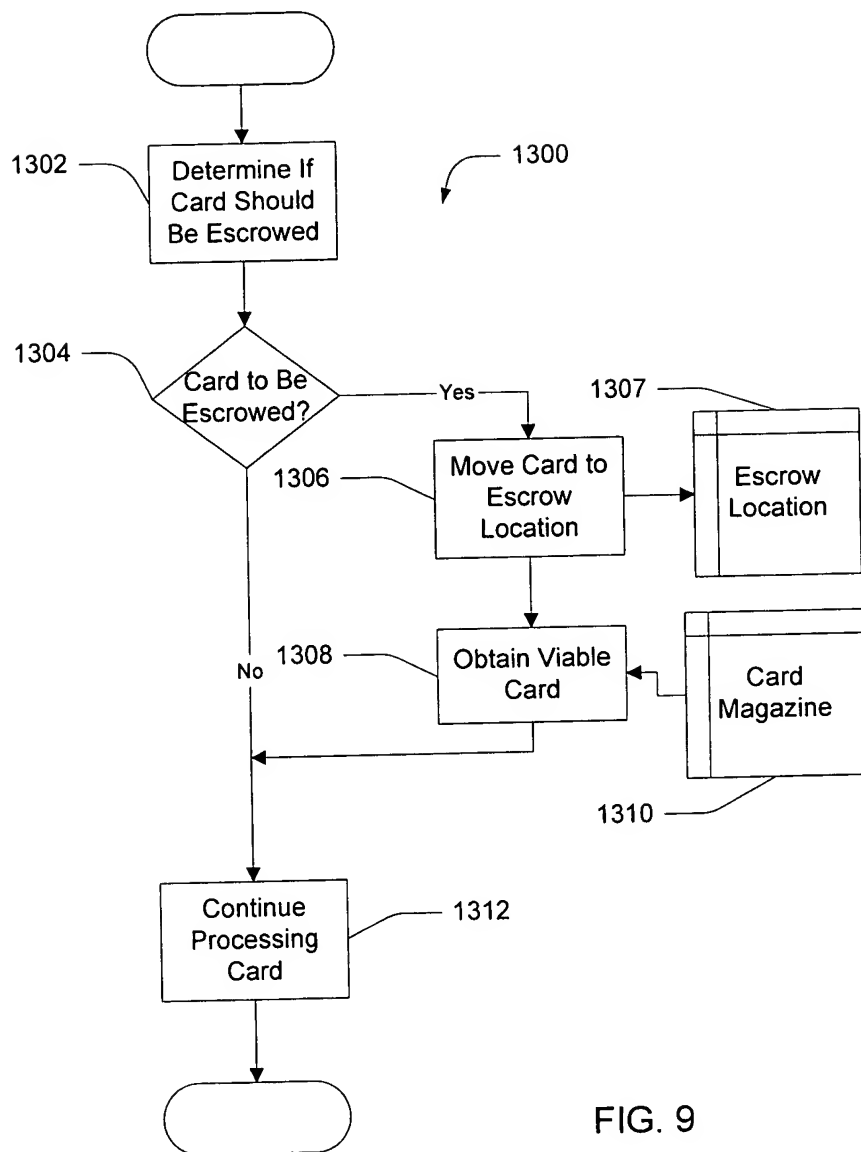 1302
Determine If
Card Should
Be Escrowed
1300
1304
Card to Be
Escrowed?
Yes
1307
1306
Move Card to
Escrow
Location
Escrow
Location
1308
No
Obtain Viable
Card
Card
Magazine
1310
Continue
Processing
Card
1312
FIG. 9